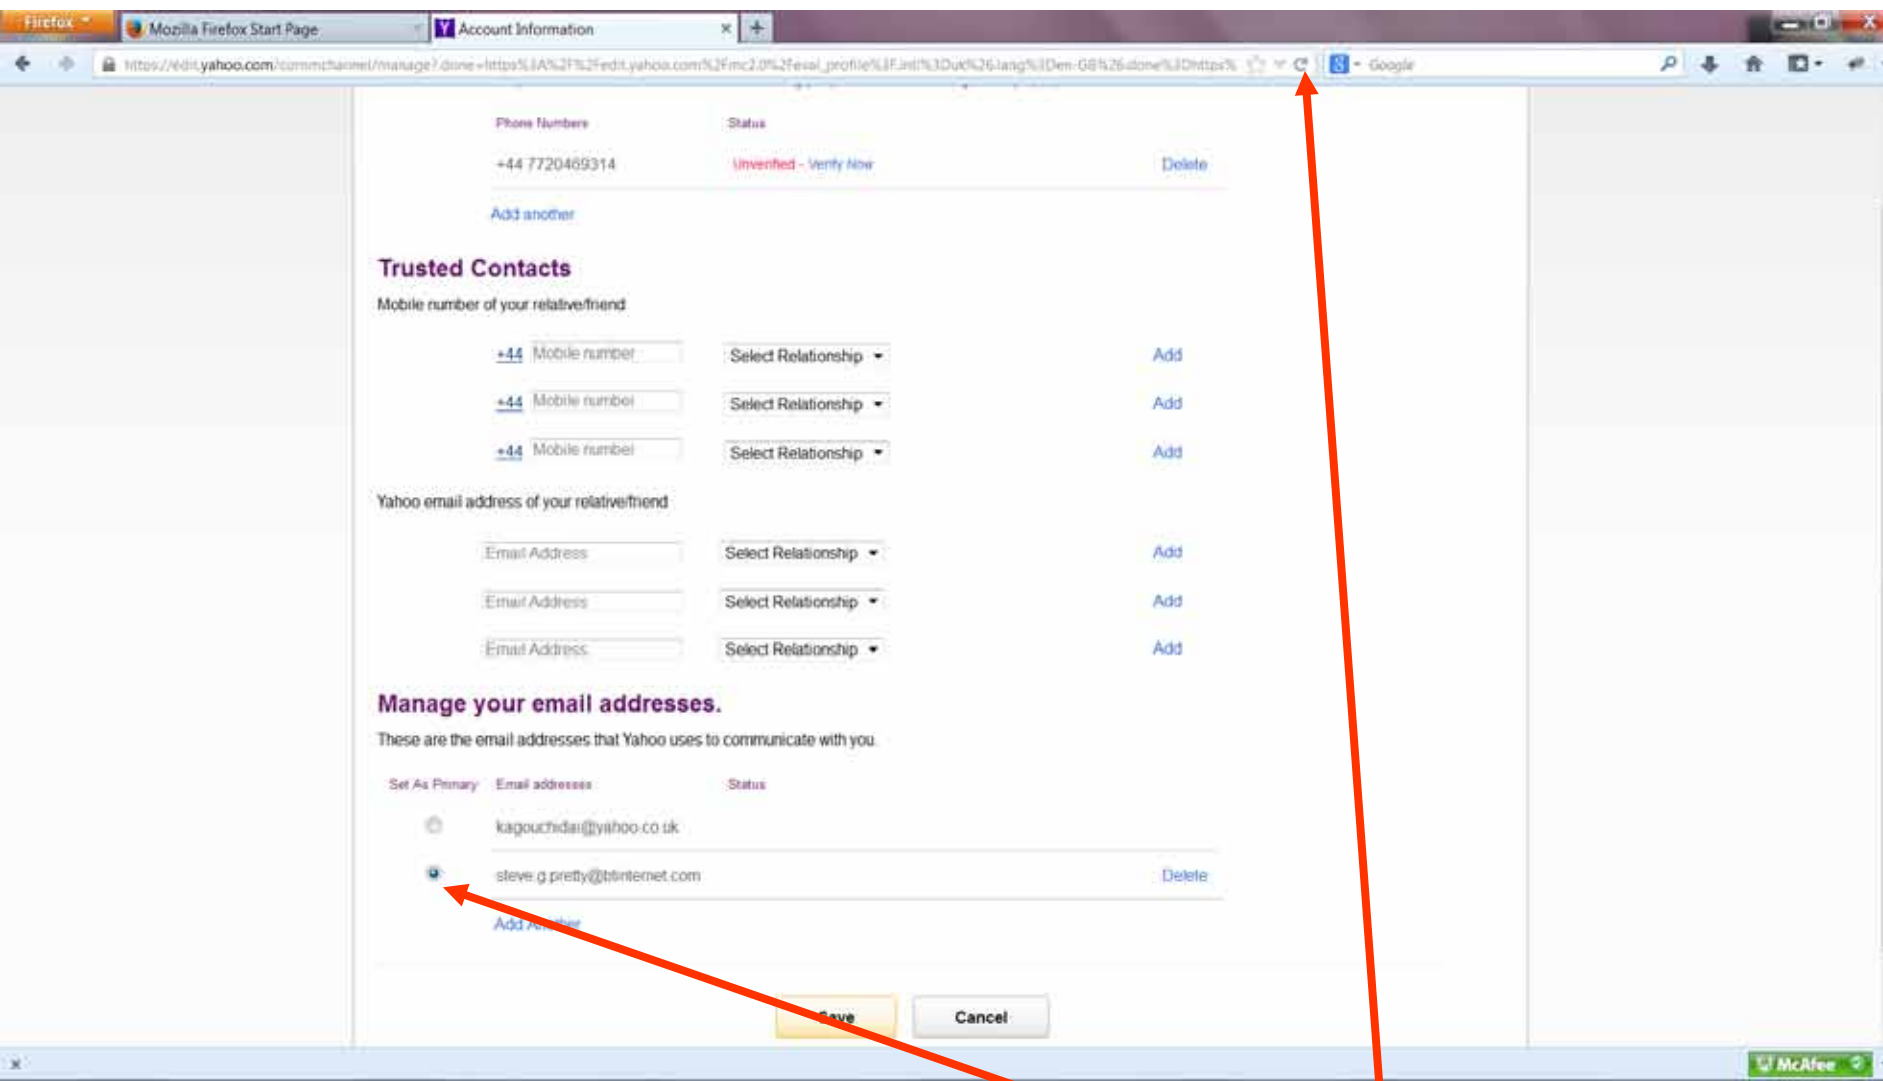 Firefox
Mozilla Firefox Start Page
Account Information
Google
Phone Numbers Status
+44 7720469314 Unverified - Verify Now Delete
Add another
Trusted Contacts
Mobile number of your relative/friend
+44 Mobile number Select Relationship Add
+44 Mobile number Select Relationship Add
+44 Mobile number Select Relationship Add
Yahoo email address of your relative/friend
Email Address Select Relationship Add
Email Address Select Relationship Add
Email Address Select Relationship Add
Manage your email addresses.
These are the email addresses that Yahoo uses to communicate with you.
Set As Primary Email addresses Status
kagouchidai@yahoo.co.uk
steve.g.pretty@btinternet.com Delete
Add Another
Save Cancel
McAfee